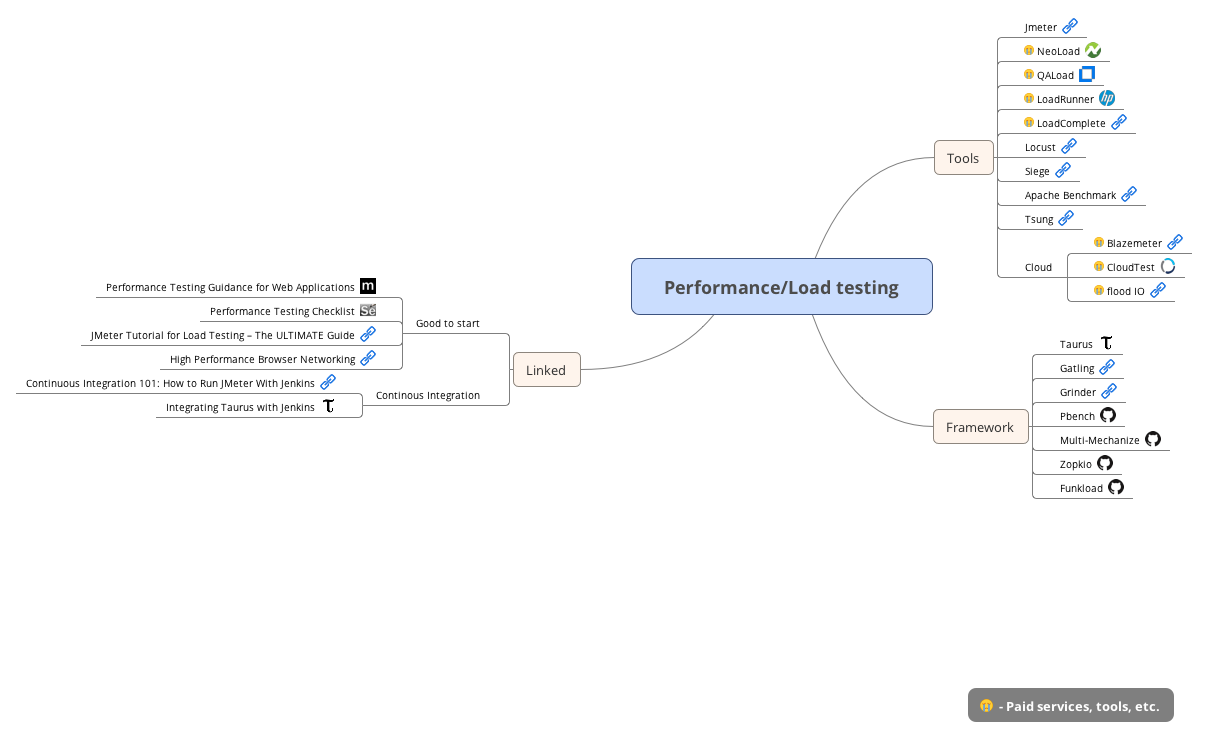 Performance/Load testing
Tools
Jmeter
NeoLoad
QALoad
LoadRunner
hp
LoadComplete
Locust
Siege
Apache Benchmark
Tsung
Cloud
Blazemeter
CloudTest
flood IO
Framework
Taurus
Gatling
Grinder
Pbench
Multi-Mechanize
Zopkio
Funkload
Linked
Good to start
Performance Testing Guidance for Web Applications
m
Performance Testing Checklist
Se
JMeter Tutorial for Load Testing – The ULTIMATE Guide
High Performance Browser Networking
Continous Integration
Continuous Integration 101: How to Run JMeter With Jenkins
Integrating Taurus with Jenkins
- Paid services, tools, etc.